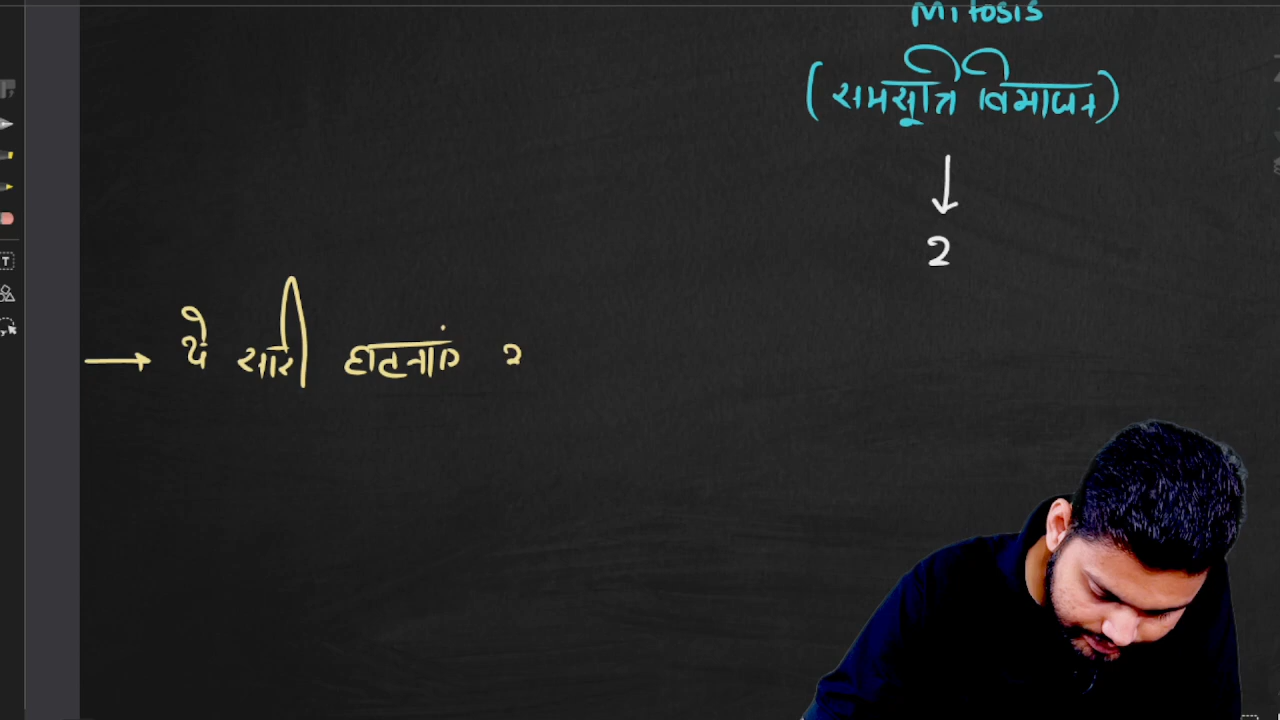 Mitosis
(समसूत्रि विभाजन)
2
→ ये सारी घटनाएं